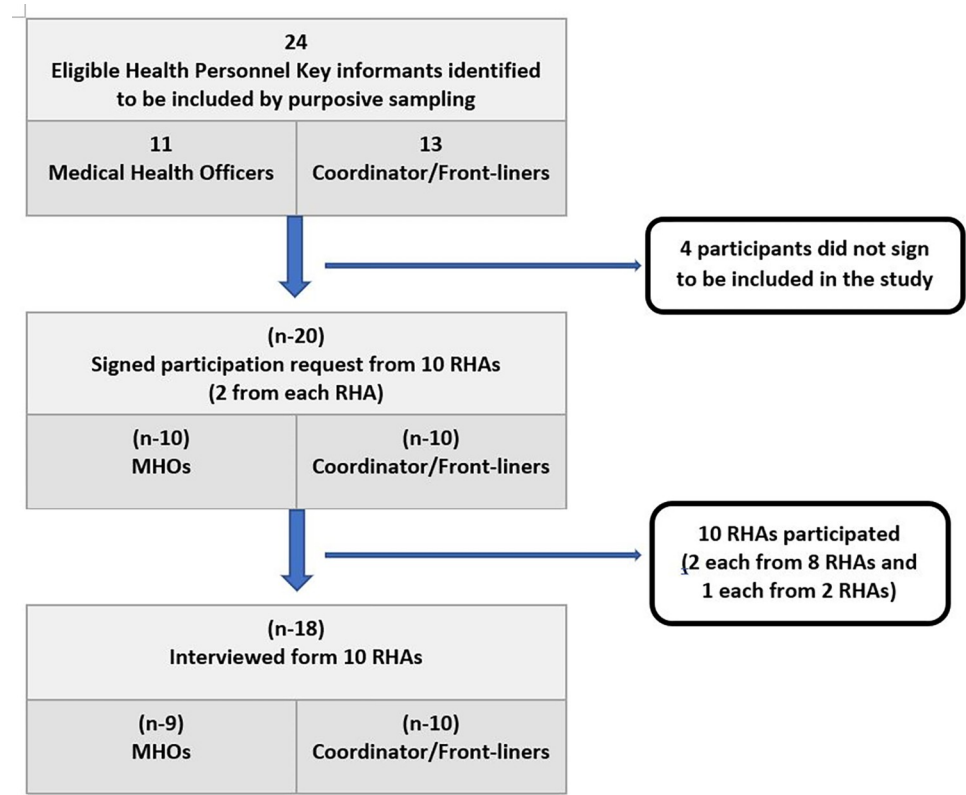 24
Eligible Health Personnel Key informants identified
to be included by purposive sampling
11
Medical Health Officers
13
Coordinator/Front-liners
4 participants did not sign
to be included in the study
(n-20)
Signed participation request from 10 RHAs
(2 from each RHA)
(n-10)
MHOs
(n-10)
Coordinator/Front-liners
10 RHAs participated
(2 each from 8 RHAs and
1 each from 2 RHAs)
(n-18)
Interviewed form 10 RHAs
(n-9)
MHOs
(n-10)
Coordinator/Front-liners